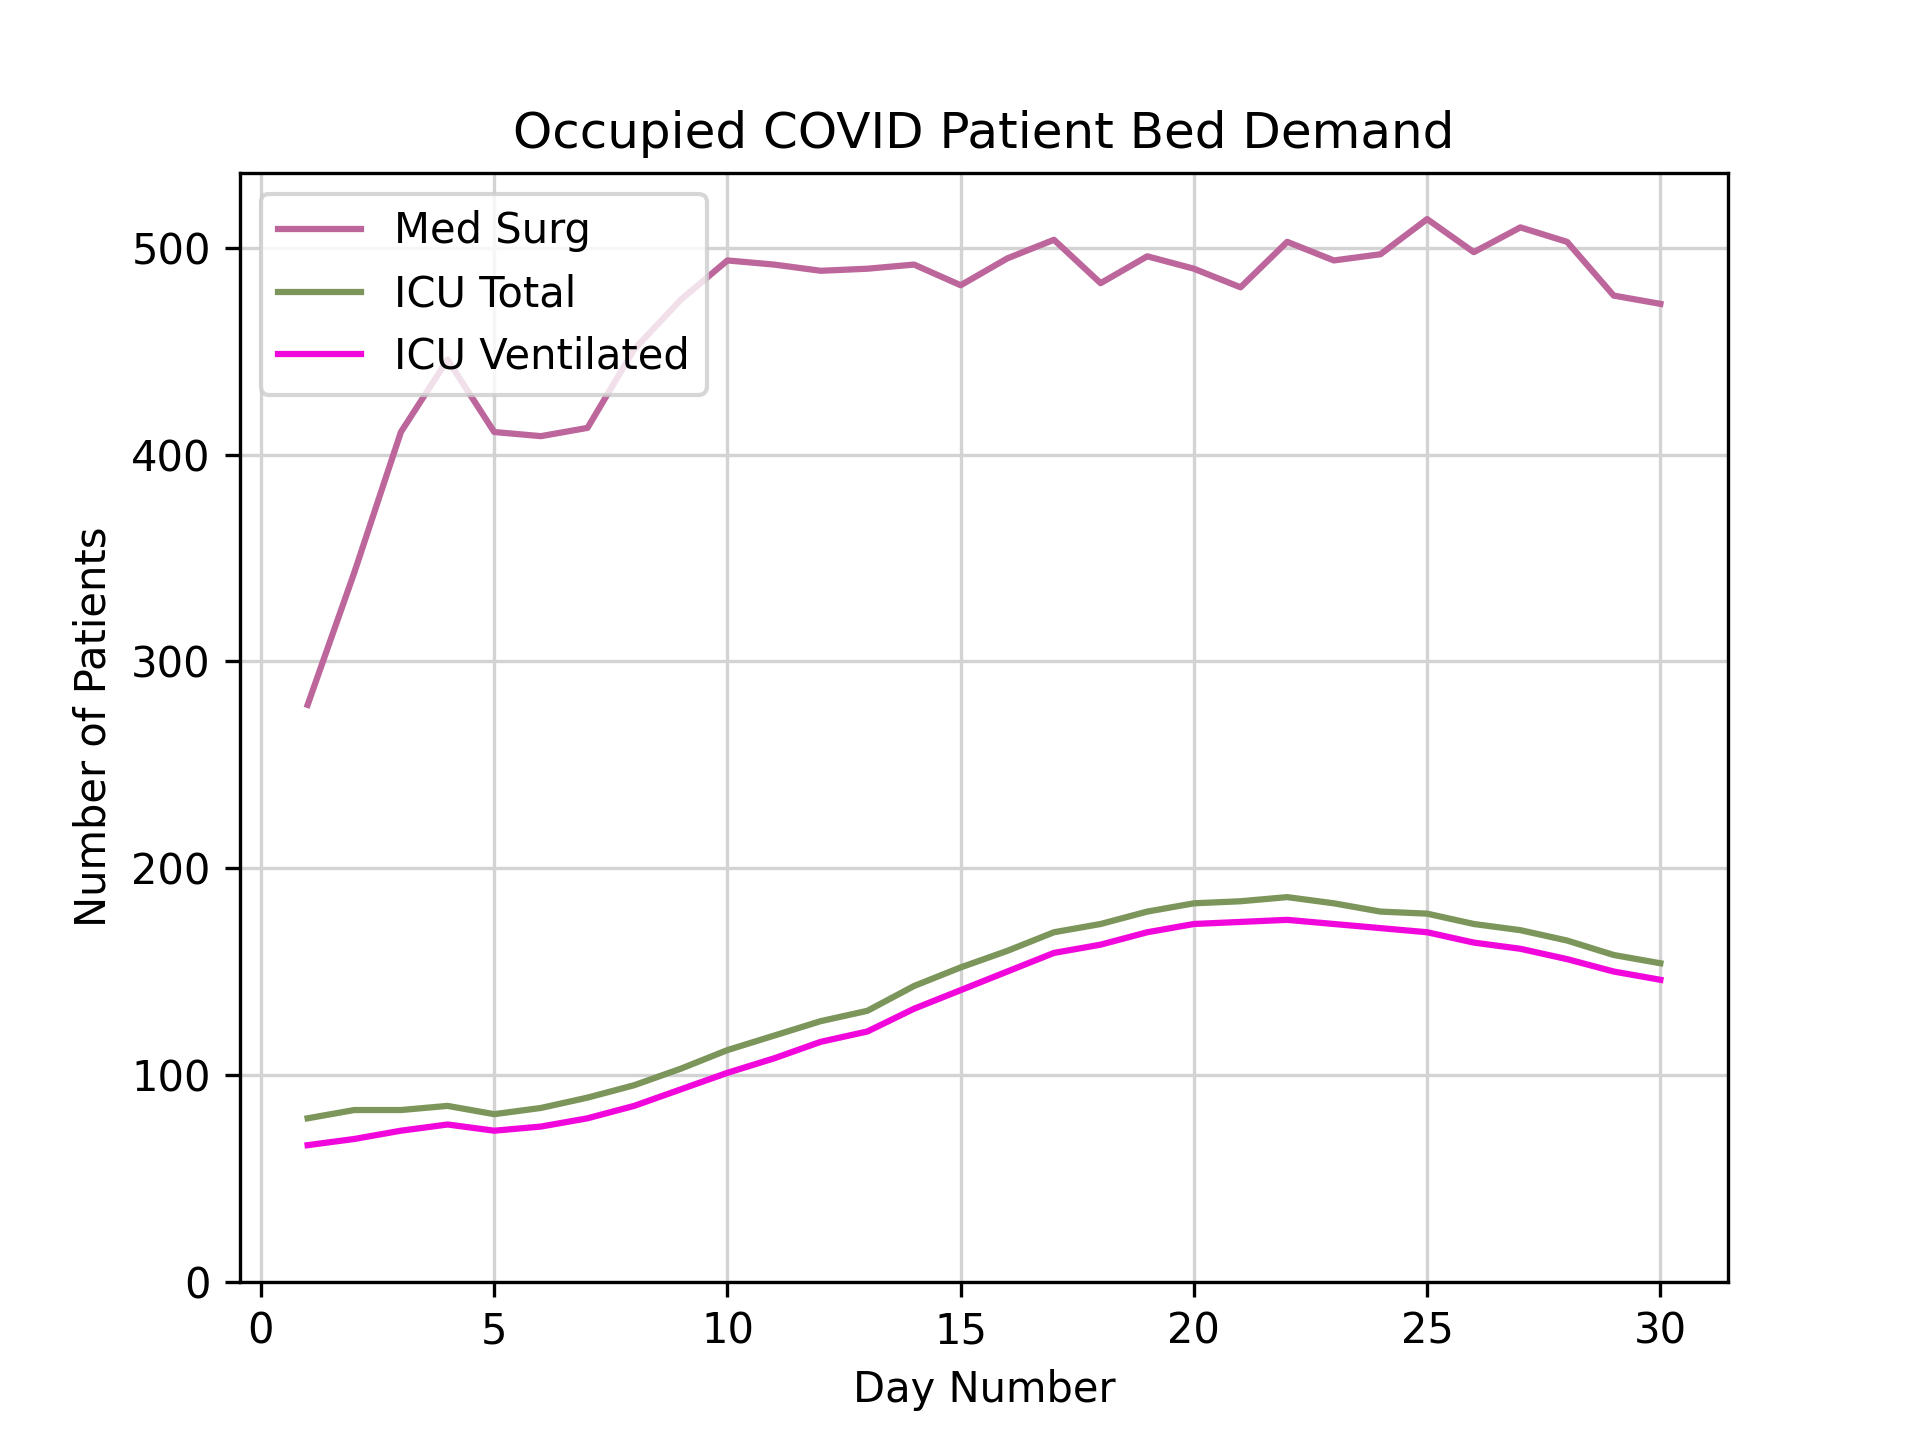 Occupied COVID Patient Bed Demand
Med Surg
ICU Total
ICU Ventilated
500
400
300
200
100
0
Number of Patients
0 5 10 15 20 25 30
Day Number